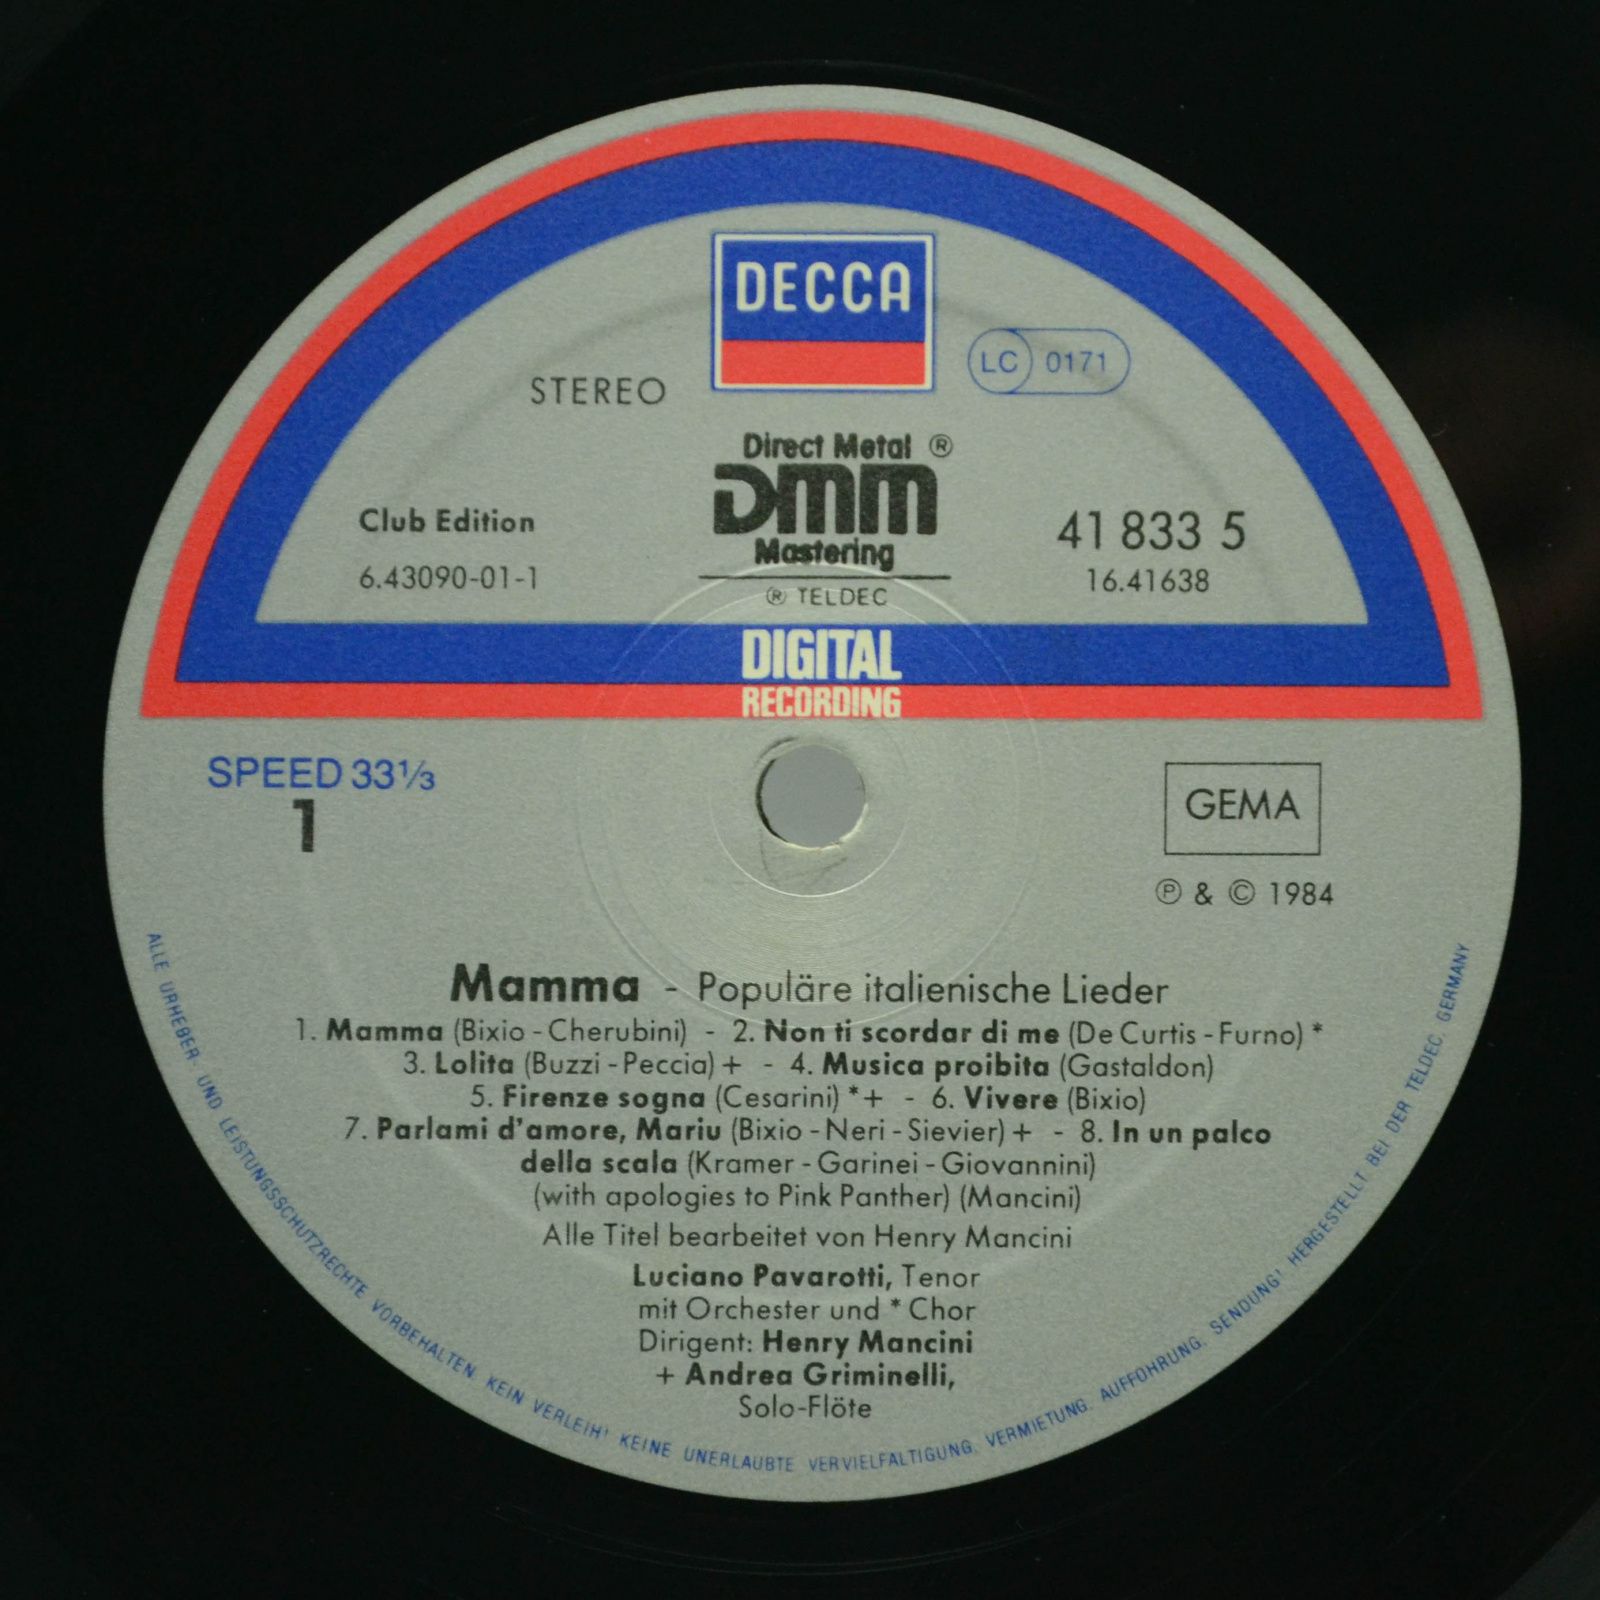 DECCA
LC 0171
STEREO
Direct Metal ®
DMM
Mastering
® TELDEC
Club Edition
6.43090-01-1
41 833 5
16.41638
DIGITAL
RECORDING
SPEED 33⅓
1
GEMA
℗ & © 1984
Mamma - Populäre italienische Lieder
1. Mamma (Bixio - Cherubini) - 2. Non ti scordar di me (De Curtis - Furno) *
3. Lolita (Buzzi - Peccia) + - 4. Musica proibita (Gastaldon)
5. Firenze sogna (Cesarini) * + - 6. Vivere (Bixio)
7. Parlami d'amore, Mariu (Bixio - Neri - Sievier) + - 8. In un palco
della scala (Kramer - Garinei - Giovannini)
(with apologies to Pink Panther) (Mancini)
Alle Titel bearbeitet von Henry Mancini
Luciano Pavarotti, Tenor
mit Orchester und * Chor
Dirigent: Henry Mancini
+ Andrea Griminelli,
Solo-Flöte
ALLE URHEBER- UND LEISTUNGSSCHUTZRECHTE VORBEHALTEN. KEIN VERLEIH! KEINE UNERLAUBTE VERVIELFÄLTIGUNG, VERMIETUNG, AUFFÜHRUNG, SENDUNG! HERGESTELLT BEI DER TELDEC, GERMANY